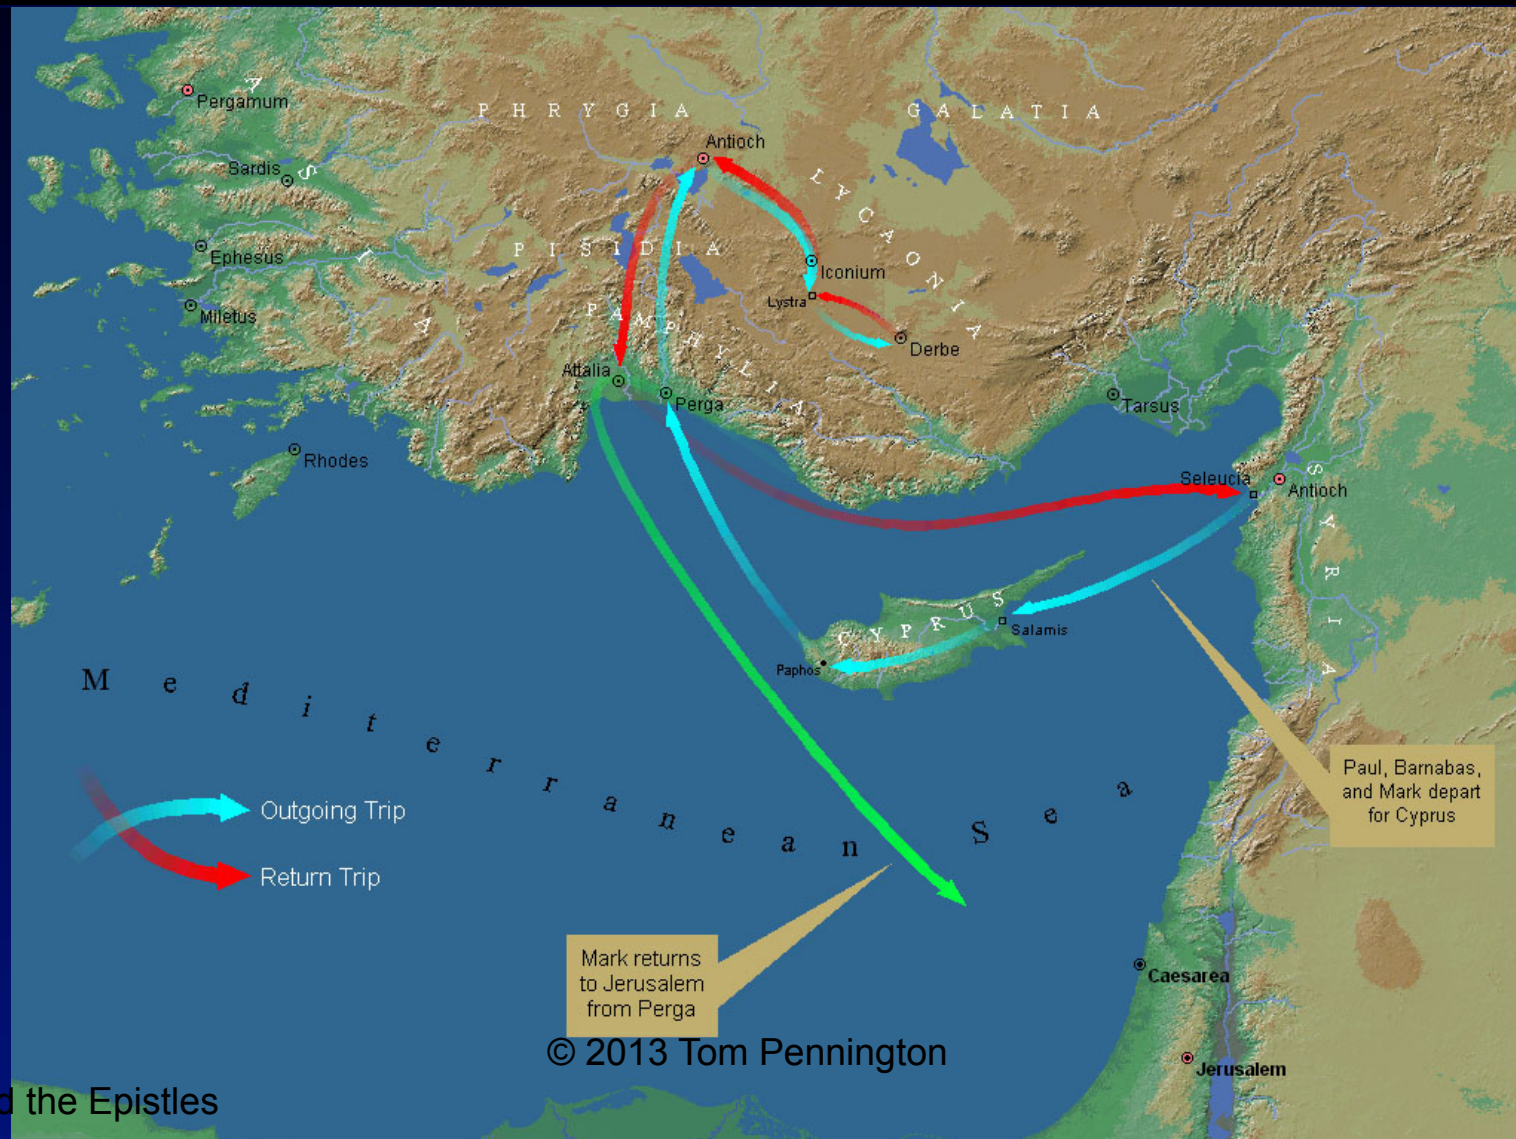 Pergamum
A S I A
Sardis
Ephesus
Miletus
Rhodes
P H R Y G I A
G A L A T I A
Antioch
L Y C A O N I A
P I S I D I A
Iconium
Lystra
Derbe
P A M P H Y L I A
Attalia
Perga
Tarsus
Seleucia
Antioch
S Y R I A
C Y P R U S
Salamis
Paphos
M e d i t e r r a n e a n S e a
Outgoing Trip
Return Trip
Paul, Barnabas,
and Mark depart
for Cyprus
Mark returns
to Jerusalem
from Perga
Caesarea
Jerusalem
© 2013 Tom Pennington
the Epistles